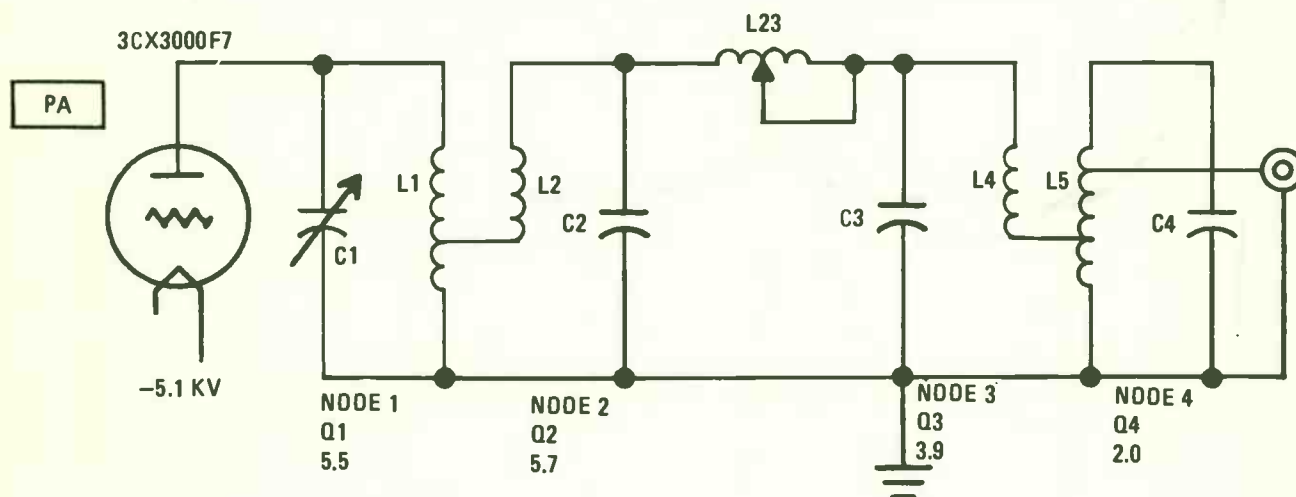 L23
3CX3000F7
PA
L1
L2
C2
C3
L4
L5
C4
C1
–5.1 KV
NODE 1
Q1
5.5
NODE 2
Q2
5.7
NODE 3
Q3
3.9
NODE 4
Q4
2.0